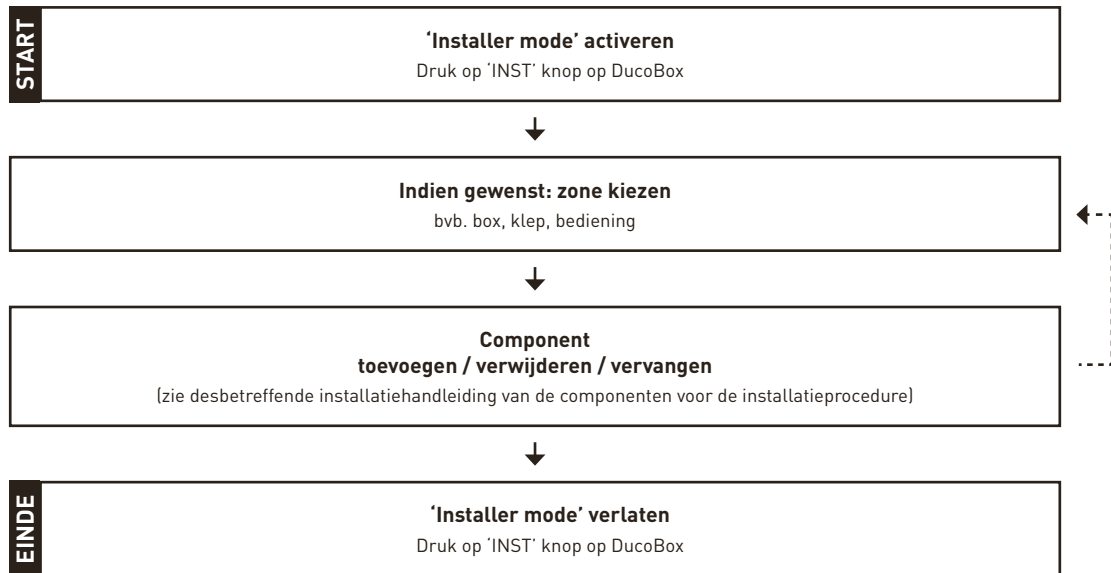 START
‘Installer mode’ activeren
Druk op ‘INST’ knop op DucoBox
Indien gewenst: zone kiezen
bvb. box, klep, bediening
Component
toevoegen / verwijderen / vervangen
(zie desbetreffende installatiehandleiding van de componenten voor de installatieprocedure)
EINDE
‘Installer mode’ verlaten
Druk op ‘INST’ knop op DucoBox